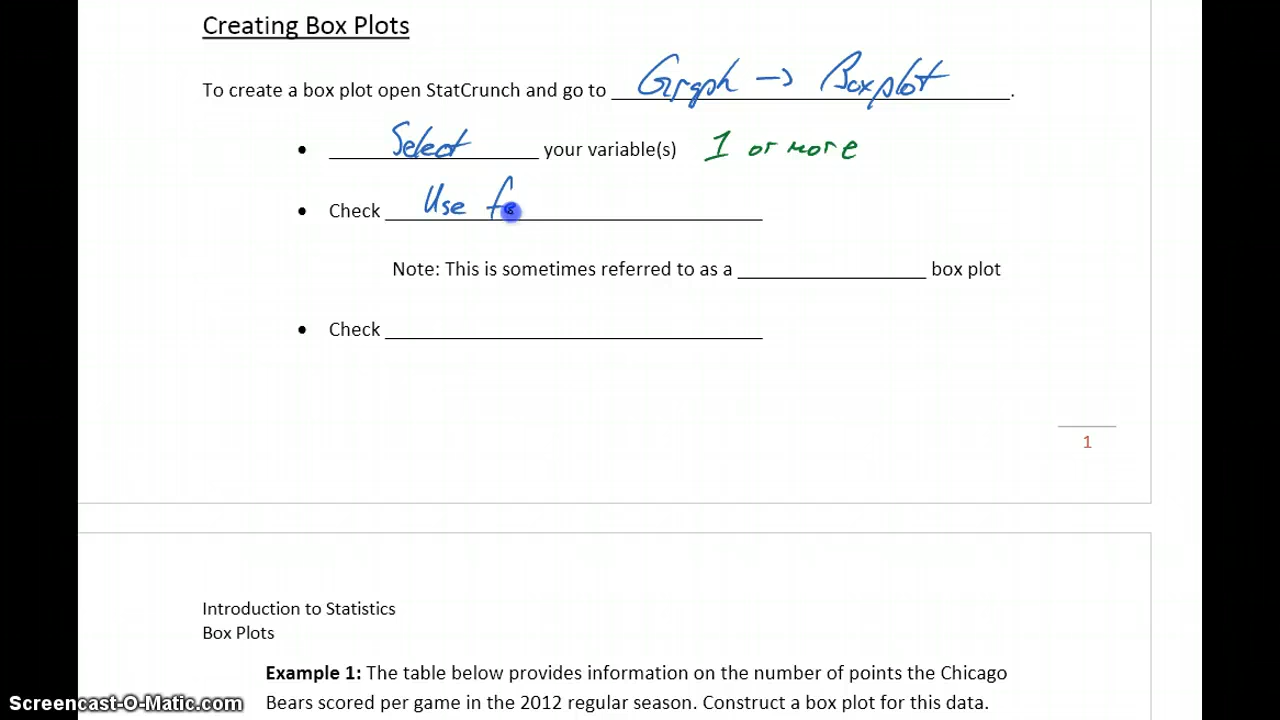 Creating Box Plots
To create a box plot open StatCrunch and go to Graph → Boxplot.
• Select your variable(s) 1 or more
• Check Use f
Note: This is sometimes referred to as a ____________ box plot
• Check ____________
1
Introduction to Statistics
Box Plots
Example 1: The table below provides information on the number of points the Chicago
Bears scored per game in the 2012 regular season. Construct a box plot for this data.
Screencast-O-Matic.com